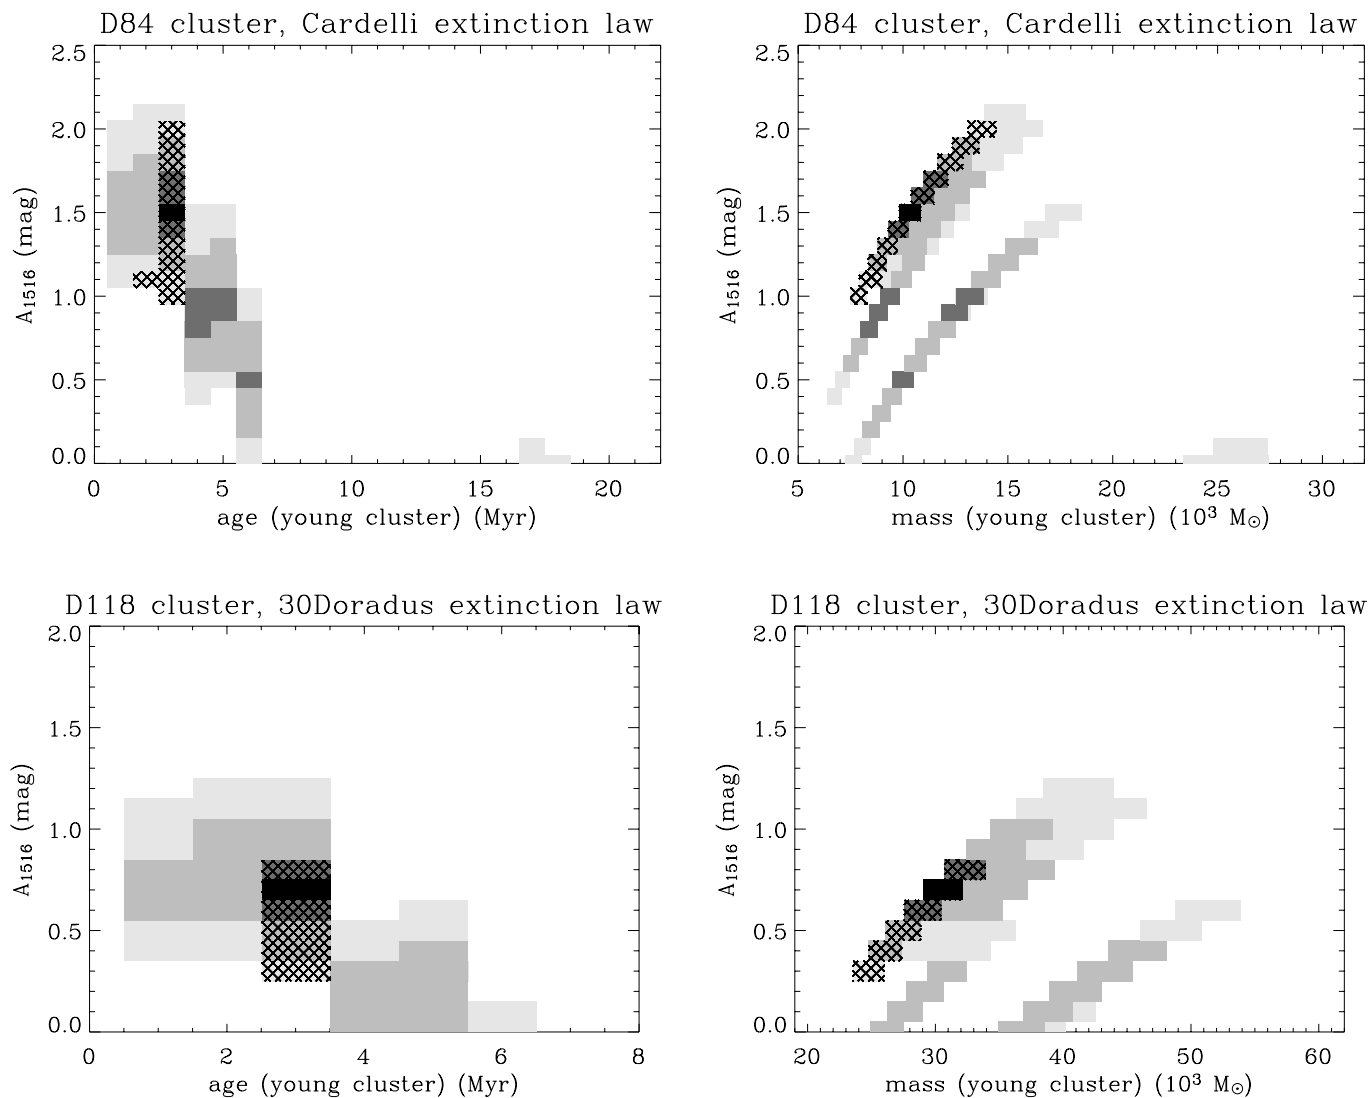 D84 cluster, Cardelli extinction law
2.5
2.0
1.5
1.0
0.5
0.0
A1516 (mag)
0 5 10 15 20
age (young cluster) (Myr)
D84 cluster, Cardelli extinction law
2.5
2.0
1.5
1.0
0.5
0.0
A1516 (mag)
5 10 15 20 25 30
mass (young cluster) (10³ M☉)
D118 cluster, 30Doradus extinction law
2.0
1.5
1.0
0.5
0.0
A1516 (mag)
0 2 4 6 8
age (young cluster) (Myr)
D118 cluster, 30Doradus extinction law
2.0
1.5
1.0
0.5
0.0
A1516 (mag)
20 30 40 50 60
mass (young cluster) (10³ M☉)